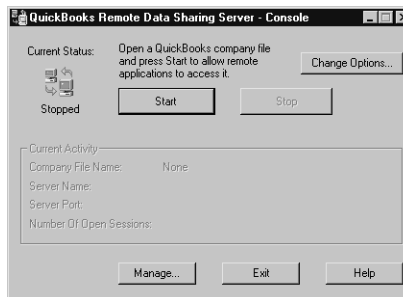 QuickBooks Remote Data Sharing Server - Console
Current Status:
Stopped
Open a QuickBooks company file
and press Start to allow remote
applications to access it.
Change Options...
Start
Stop
Current Activity
Company File Name: None
Server Name:
Server Port:
Number Of Open Sessions:
Manage... Exit Help